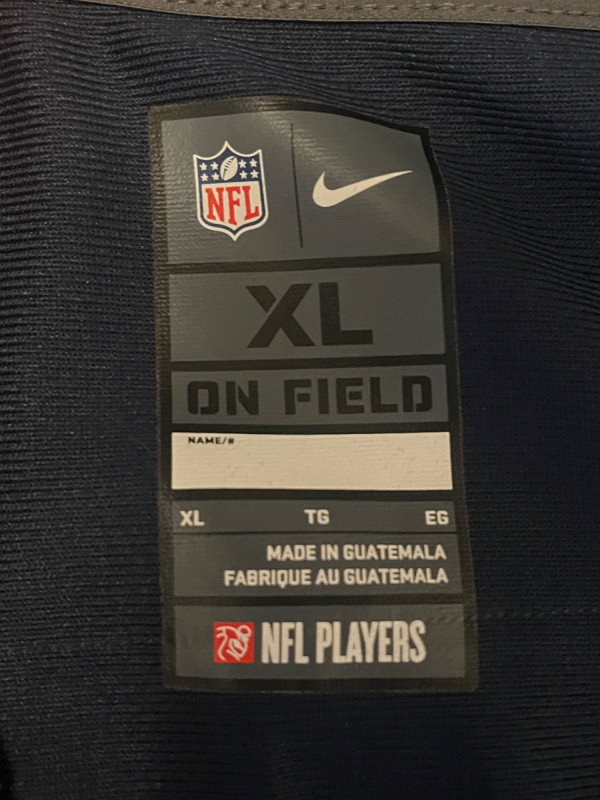 NFL
XL
ON FIELD
NAME/#
XL TG EG
MADE IN GUATEMALA
FABRIQUE AU GUATEMALA
NFL PLAYERS